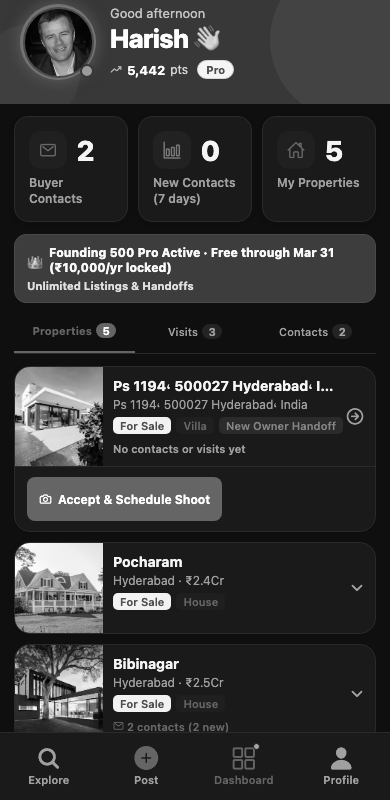 Good afternoon
Harish 👋
5,442 pts Pro
2
Buyer
Contacts
0
New Contacts
(7 days)
5
My Properties
Founding 500 Pro Active · Free through Mar 31
(₹10,000/yr locked)
Unlimited Listings & Handoffs
Properties 5
Visits 3
Contacts 2
Ps 1194، 500027 Hyderabad، I...
Ps 1194، 500027 Hyderabad، India
For Sale Villa New Owner Handoff
No contacts or visits yet
Accept & Schedule Shoot
Pocharam
Hyderabad · ₹2.4Cr
For Sale House
Bibinagar
Hyderabad · ₹2.5Cr
For Sale House
2 contacts (2 new)
Explore
Post
Dashboard
Profile